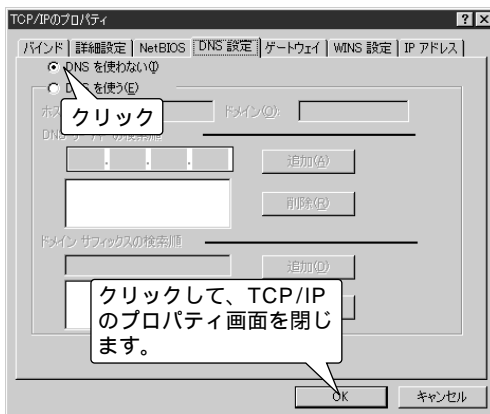 TCP/IPのプロパティ
バインド 詳細設定 NetBIOS DNS 設定 ゲートウェイ WINS 設定 IP アドレス
DNS を使わない(I)
DNS を使う(E)
クリック
ドメイン(O):
追加(A)
削除(R)
ドメイン サフィックスの検索順
追加(D)
クリックして、TCP/IP
のプロパティ画面を閉じ
ます。
OK キャンセル